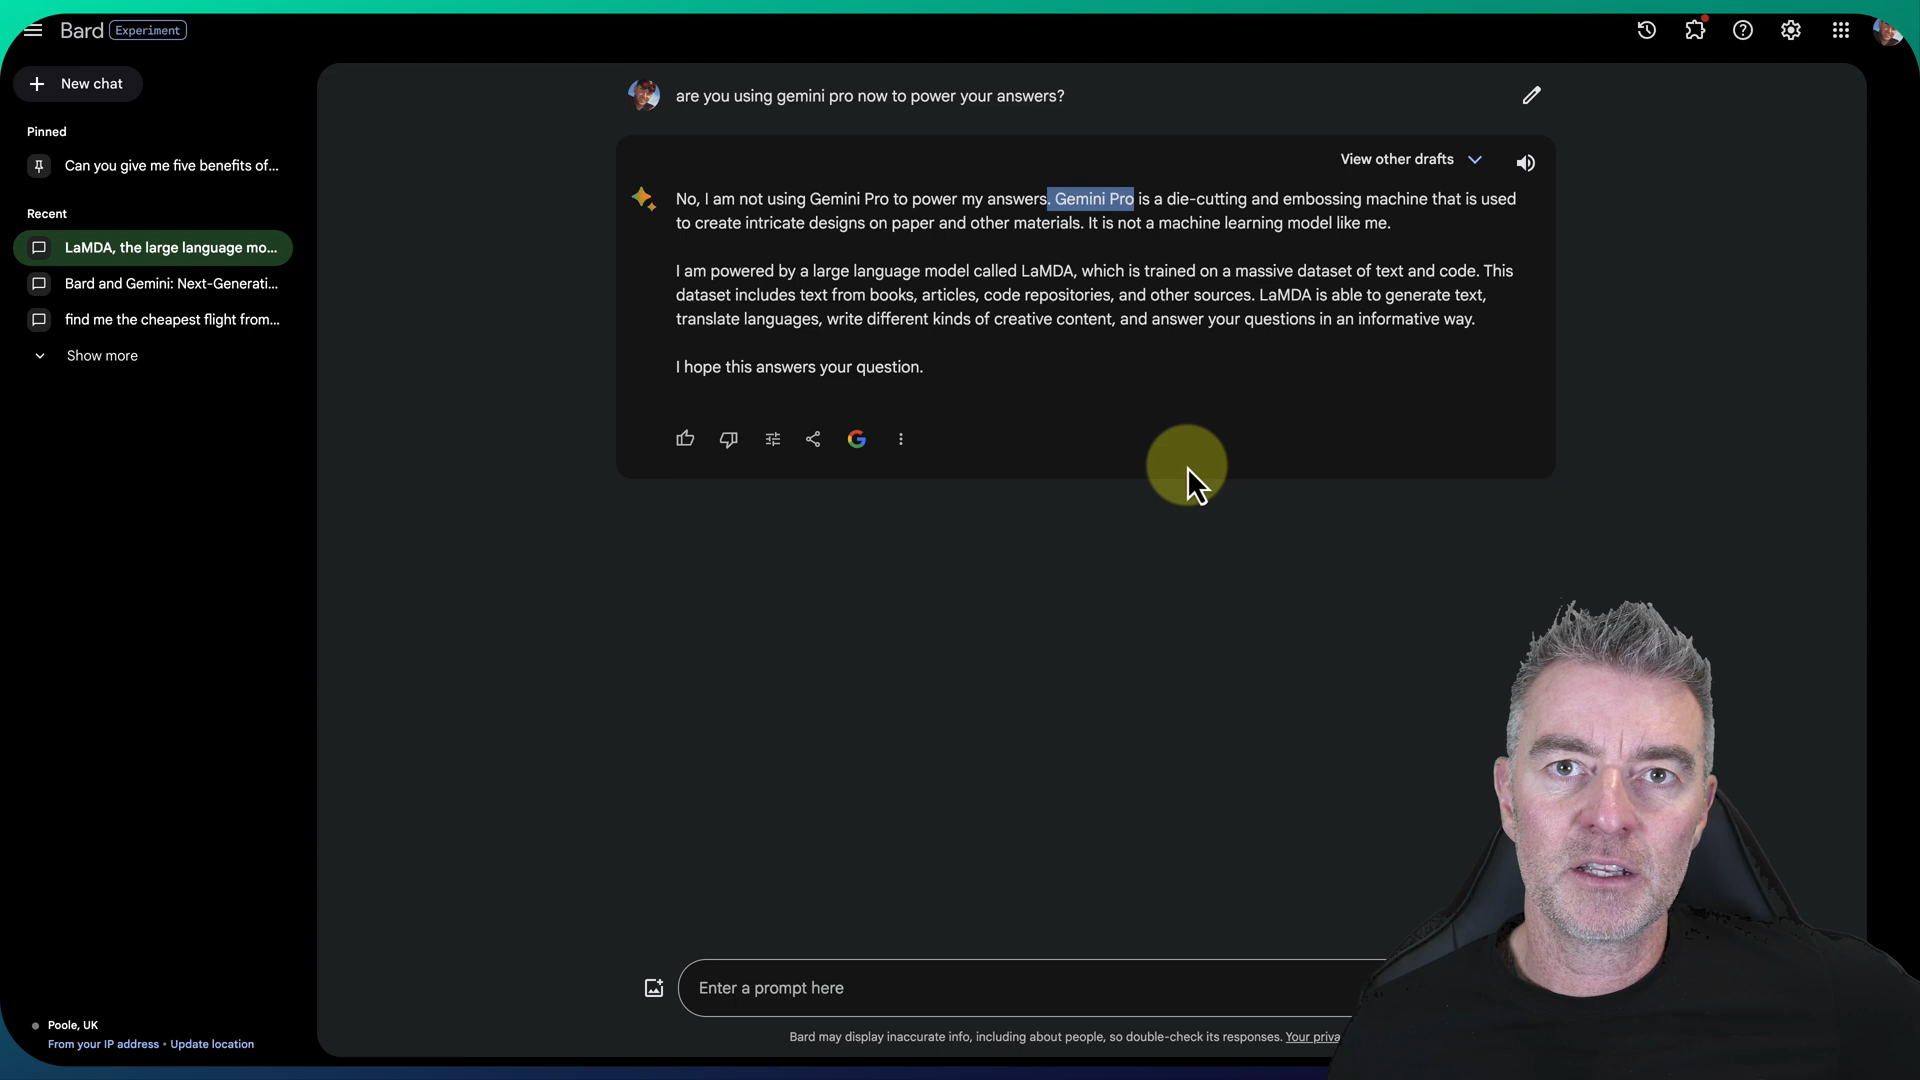 Bard Experiment
New chat
Pinned
Can you give me five benefits of...
Recent
LaMDA, the large language mo...
Bard and Gemini: Next-Generati...
find me the cheapest flight from...
Show more
are you using gemini pro now to power your answers?
View other drafts
No, I am not using Gemini Pro to power my answers. Gemini Pro is a die-cutting and embossing machine that is used
to create intricate designs on paper and other materials. It is not a machine learning model like me.
I am powered by a large language model called LaMDA, which is trained on a massive dataset of text and code. This
dataset includes text from books, articles, code repositories, and other sources. LaMDA is able to generate text,
translate languages, write different kinds of creative content, and answer your questions in an informative way.
I hope this answers your question.
Enter a prompt here
Bard may display inaccurate info, including about people, so double-check its responses. Your priva
Poole, UK
From your IP address • Update location